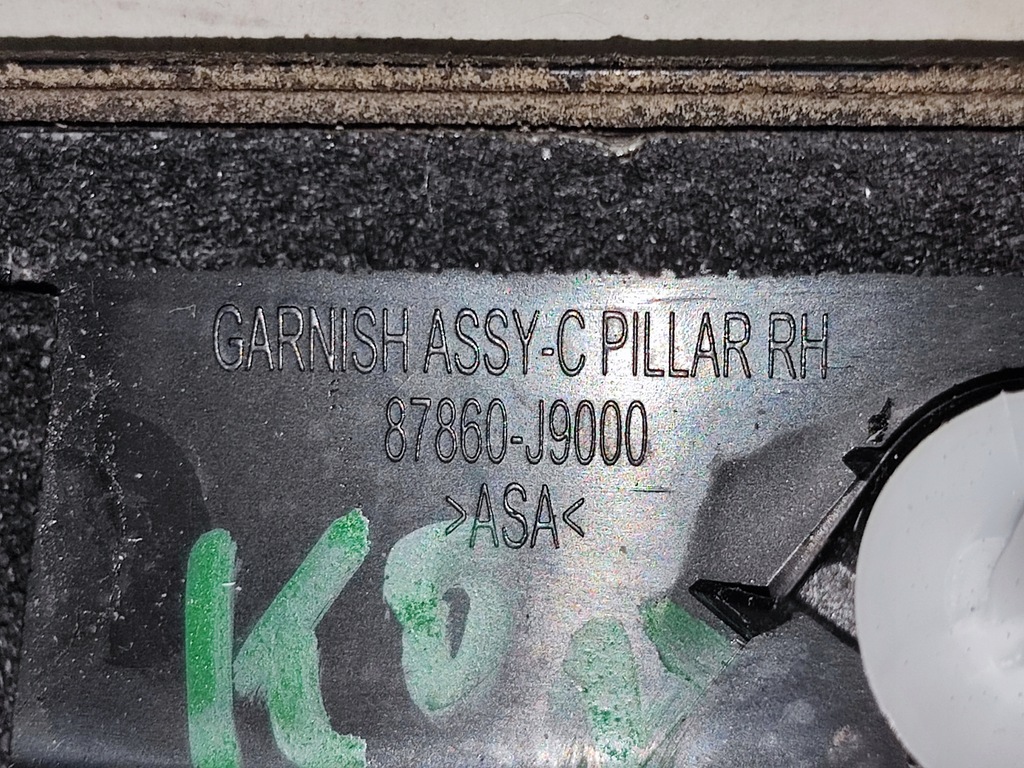 GARNISH ASSY-C PILLAR RH
87860-J9000
>ASA<